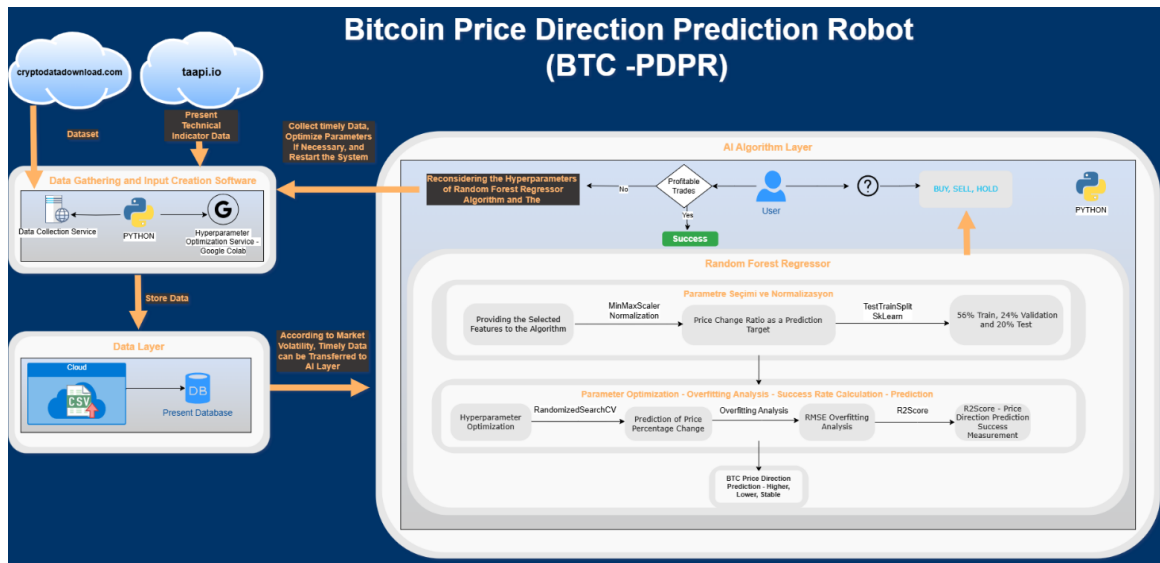 Bitcoin Price Direction Prediction Robot
(BTC -PDPR)
cryptodatadownload.com
taapi.io
Dataset
Present
Technical
Indicator Data
Collect timely Data,
Optimize Parameters
If Necessary, and
Restart the System
Data Gathering and Input Creation Software
Data Collection Service
PYTHON
G
Hyperparameter
Optimization Service -
Google Colab
Store Data
Data Layer
Cloud
CSV
DB
Present Database
According to Market
Volatility, Timely Data
can be Transferred to
AI Layer
AI Algorithm Layer
Reconsidering the Hyperparameters
of Random Forest Regressor
Algorithm and The
No
Profitable
Trades
Yes
Success
User
?
BUY, SELL, HOLD
PYTHON
Random Forest Regressor
Parametre Seçimi ve Normalizasyon
Providing the Selected
Features to the Algorithm
MinMaxScaler
Normalization
Price Change Ratio as a Prediction
Target
TestTrainSplit
SkLearn
56% Train, 24% Validation
and 20% Test
Parameter Optimization - Overfitting Analysis - Success Rate Calculation - Prediction
Hyperparameter
Optimization
RandomizedSearchCV
Prediction of Price
Percentage Change
Overfitting Analysis
RMSE Overfitting
Analysis
R2Score
R2Score - Price
Direction Prediction
Success
Measurement
BTC Price Direction
Prediction - Higher,
Lower, Stable